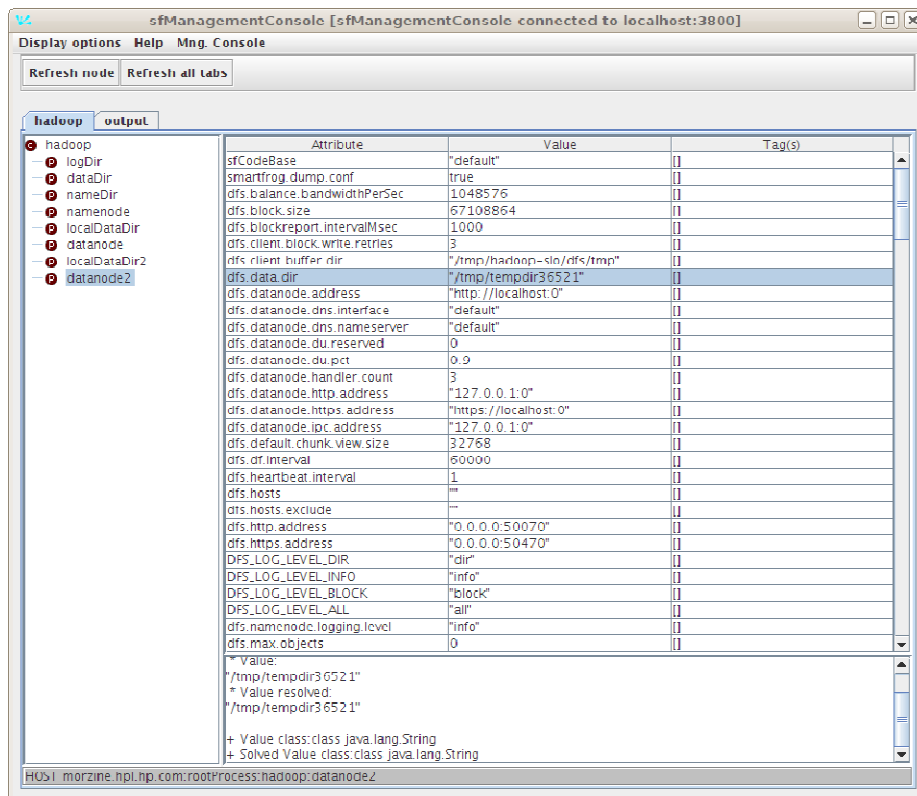 sfManagementConsole [sfManagementConsole connected to localhost:3800]
Display options Help Mng. Console
Refresh node Refresh all tabs
hadoop output
hadoop
logDir
dataDir
nameDir
namenode
localDataDir
datanode
localDataDir2
datanode2
Attribute Value Tag(s)
sfCodeBase "default" []
smartfrog.dump.conf true []
dfs.balance.bandwidthPerSec 1048576 []
dfs.block.size 67108864 []
dfs.blockreport.intervalMsec 1000 []
dfs.client.block.write.retries 3 []
dfs.client.buffer.dir "/tmp/hadoop-slo/dfs/tmp" []
dfs.data.dir "/tmp/tempdir36521" []
dfs.datanode.address "http://localhost:0" []
dfs.datanode.dns.interface "default" []
dfs.datanode.dns.nameserver "default" []
dfs.datanode.du.reserved 0 []
dfs.datanode.du.pct 0.9 []
dfs.datanode.handler.count 3 []
dfs.datanode.http.address "127.0.0.1:0" []
dfs.datanode.https.address "https://localhost:0" []
dfs.datanode.ipc.address "127.0.0.1:0" []
dfs.default.chunk.view.size 32768 []
dfs.df.interval 60000 []
dfs.heartbeat.interval 1 []
dfs.hosts "" []
dfs.hosts.exclude "" []
dfs.http.address "0.0.0.0:50070" []
dfs.https.address "0.0.0.0:50470" []
DFS_LOG_LEVEL_DIR "dir" []
DFS_LOG_LEVEL_INFO "info" []
DFS_LOG_LEVEL_BLOCK "block" []
DFS_LOG_LEVEL_ALL "all" []
dfs.namenode.logging.level "info" []
dfs.max.objects 0 []
* Value:
"/tmp/tempdir36521"
* Value resolved:
"/tmp/tempdir36521"
+ Value class:class java.lang.String
+ Solved Value class:class java.lang.String
HOST morzine.hpl.hp.com:rootProcess:hadoop:datanode2